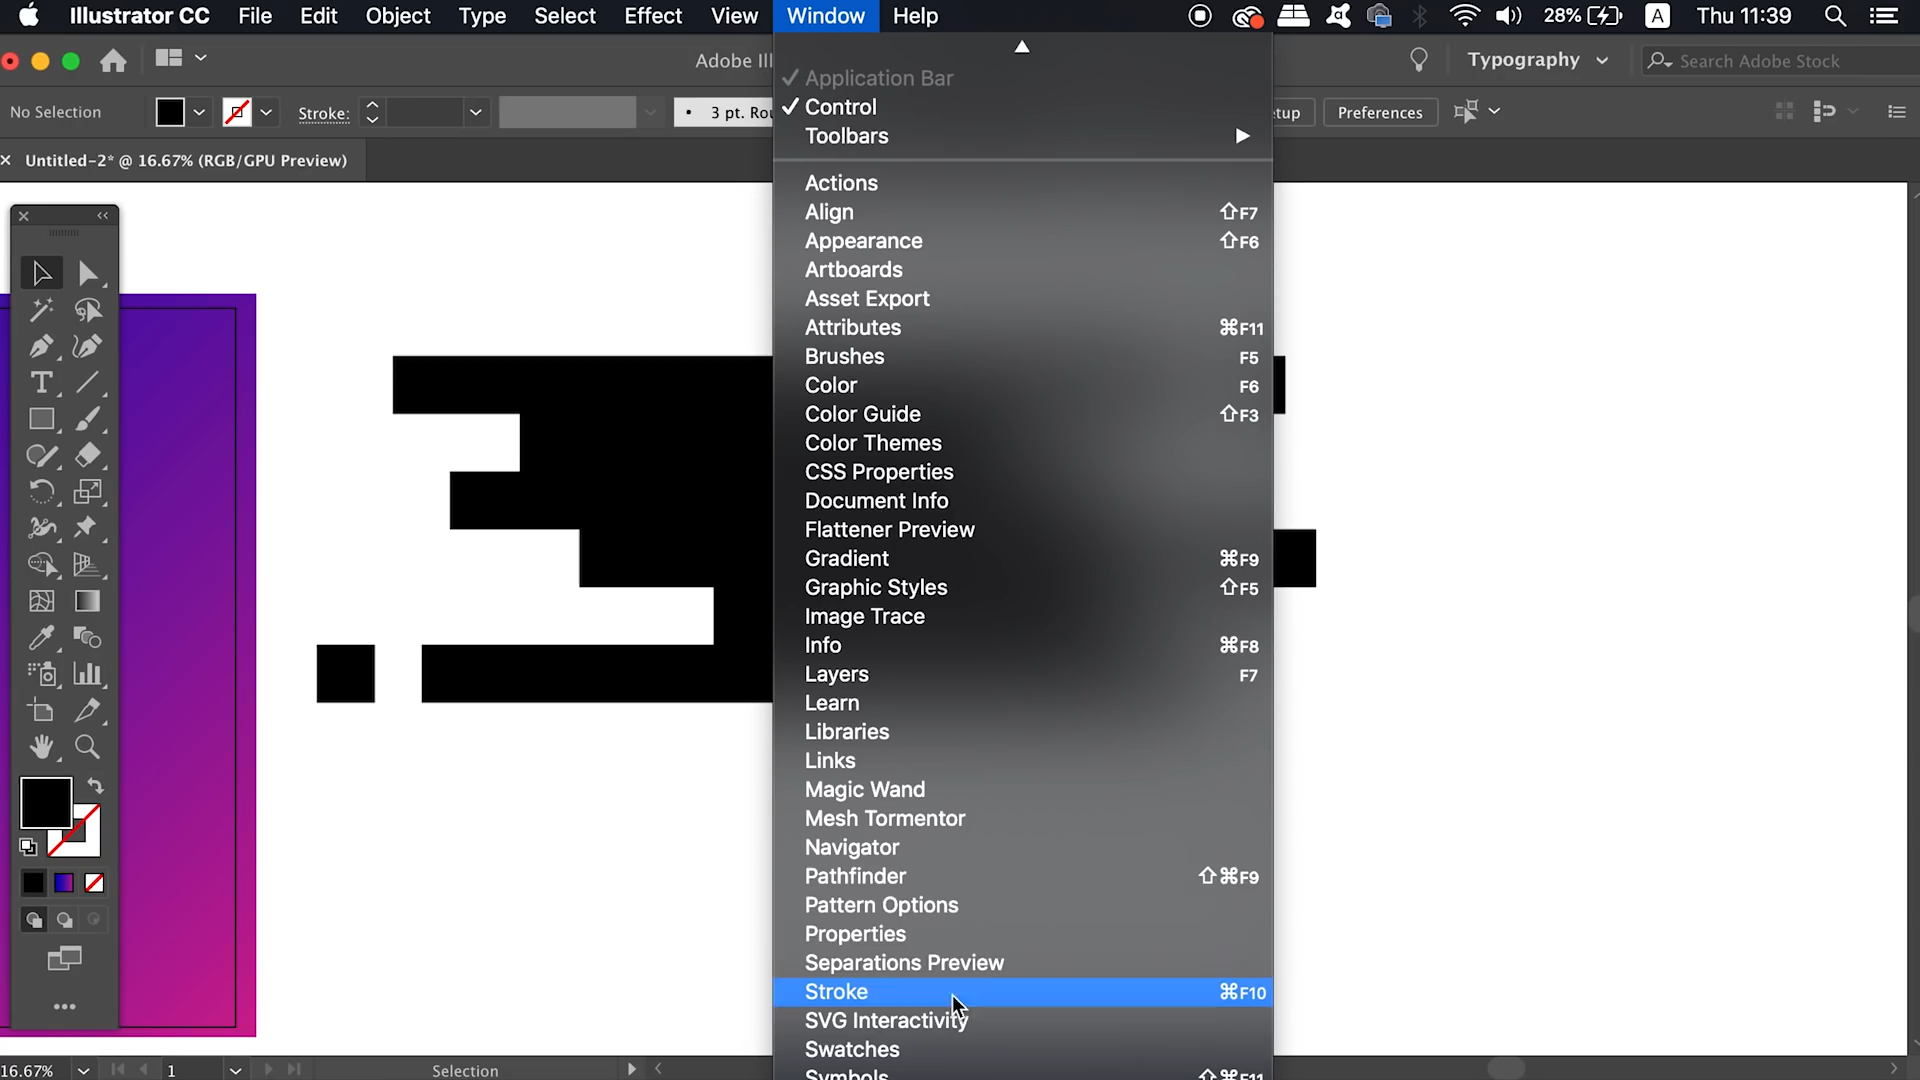 Illustrator CC File Edit Object Type Select Effect View Window Help 28% A Thu 11:39
Adobe Ill
Typography
Search Adobe Stock
No Selection
Stroke:
3 pt. Rou
etup
Preferences
Untitled-2* @ 16.67% (RGB/GPU Preview)
Application Bar
Control
Toolbars
Actions
Align ⇧F7
Appearance ⇧F6
Artboards
Asset Export
Attributes ⌘F11
Brushes F5
Color F6
Color Guide ⇧F3
Color Themes
CSS Properties
Document Info
Flattener Preview
Gradient ⌘F9
Graphic Styles ⇧F5
Image Trace
Info ⌘F8
Layers F7
Learn
Libraries
Links
Magic Wand
Mesh Tormentor
Navigator
Pathfinder ⇧⌘F9
Pattern Options
Properties
Separations Preview
Stroke ⌘F10
SVG Interactivity
Swatches
Symbols ⇧⌘F11
16.67% 1 Selection